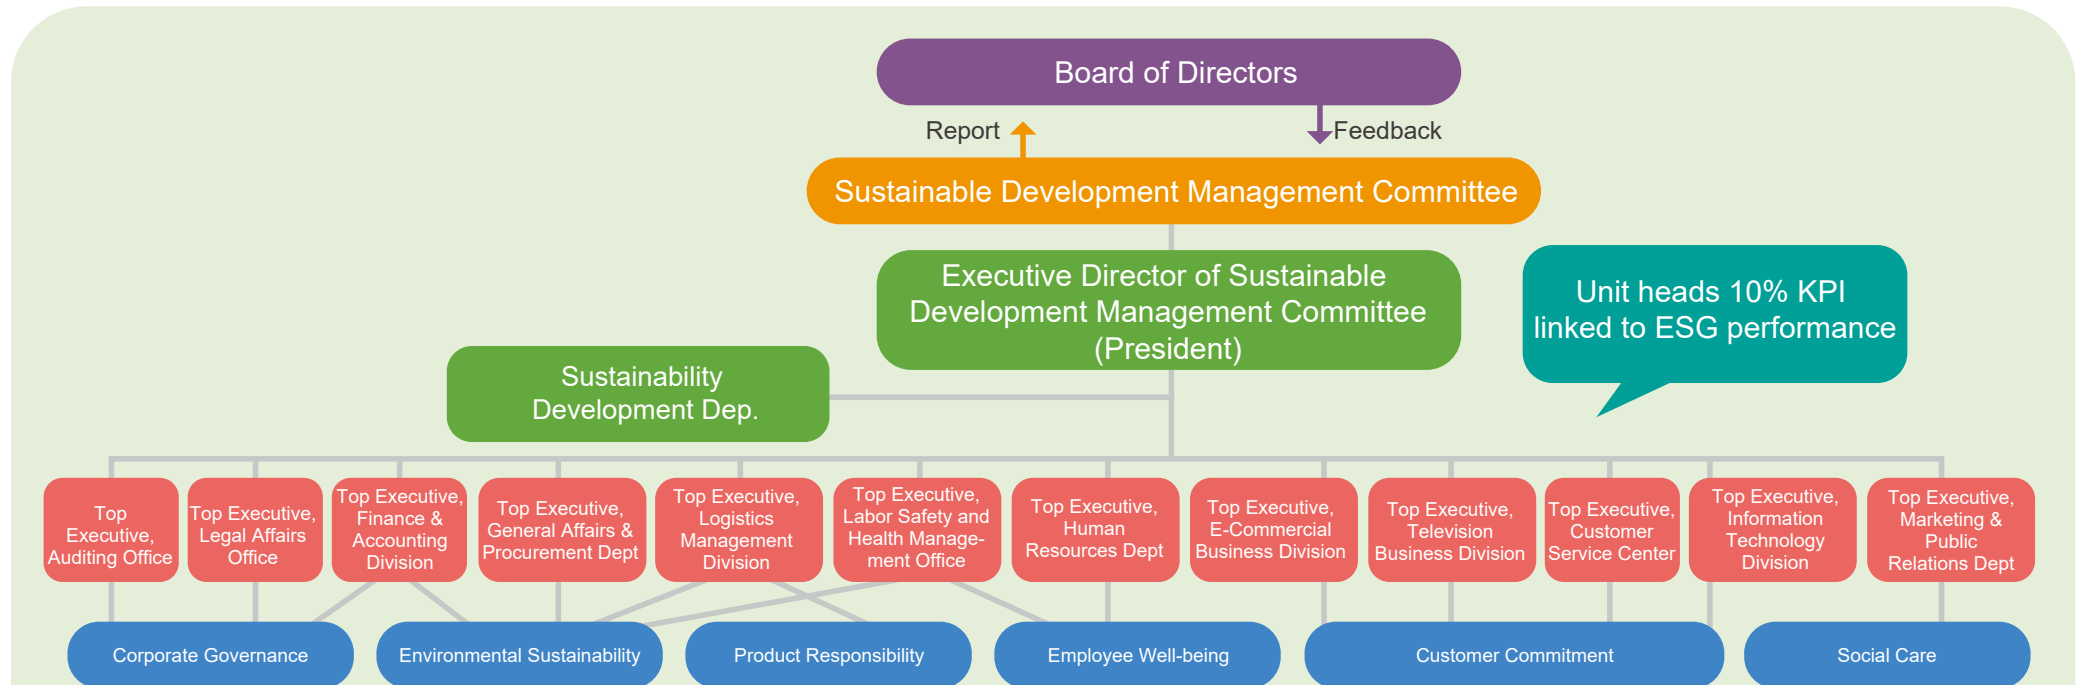 Board of Directors
Report
Feedback
Sustainable Development Management Committee
Executive Director of Sustainable
Development Management Committee
(President)
Unit heads 10% KPI
linked to ESG performance
Sustainability
Development Dep.
Top
Executive,
Auditing Office
Top Executive,
Legal Affairs
Office
Top Executive,
Finance &
Accounting
Division
Top Executive,
General Affairs &
Procurement Dept
Top Executive,
Logistics
Management
Division
Top Executive,
Labor Safety and
Health Manage-
ment Office
Top Executive,
Human
Resources Dept
Top Executive,
E-Commercial
Business Division
Top Executive,
Television
Business Division
Top Executive,
Customer
Service Center
Top Executive,
Information
Technology
Division
Top Executive,
Marketing &
Public
Relations Dept
Corporate Governance
Environmental Sustainability
Product Responsibility
Employee Well-being
Customer Commitment
Social Care